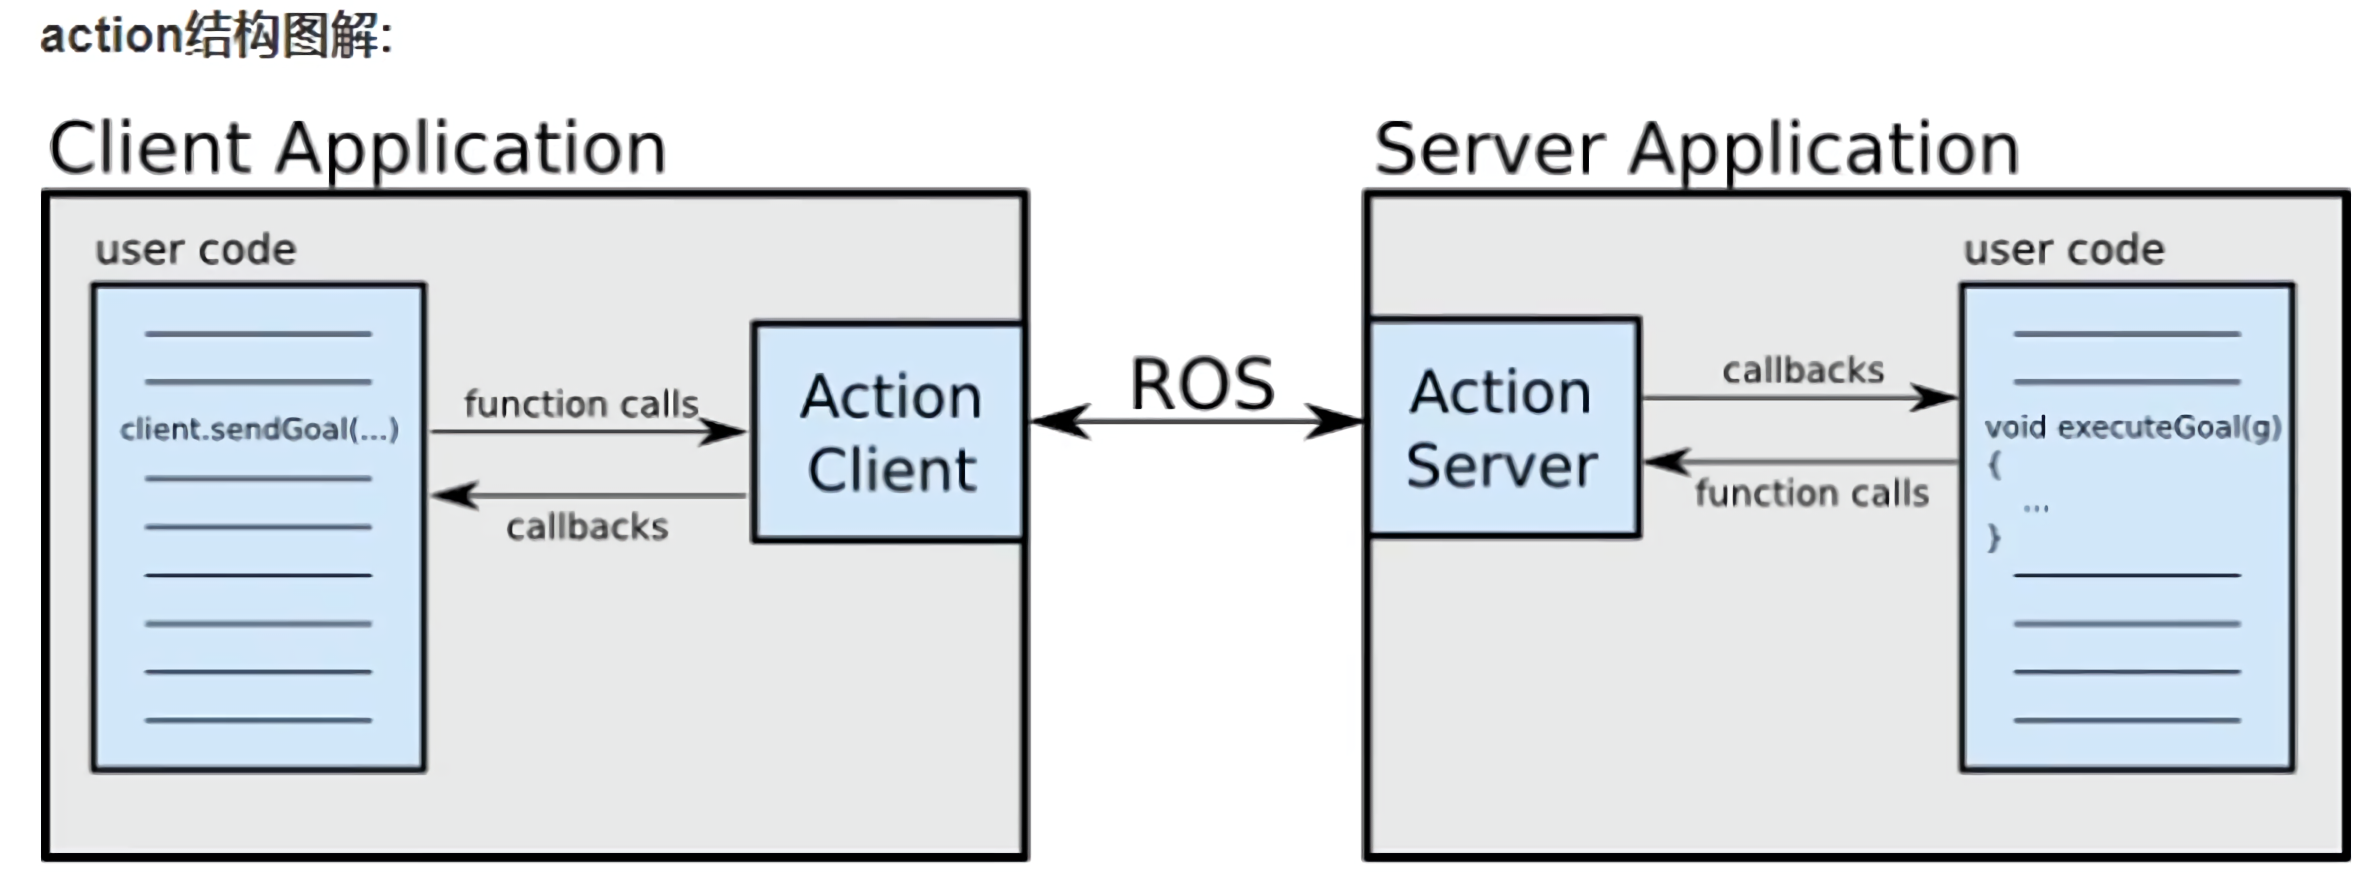 action结构图解:
Client Application
user code
client.sendGoal(...)
function calls
callbacks
Action
Client
ROS
Server Application
Action
Server
callbacks
function calls
user code
void executeGoal(g)
{
...
}